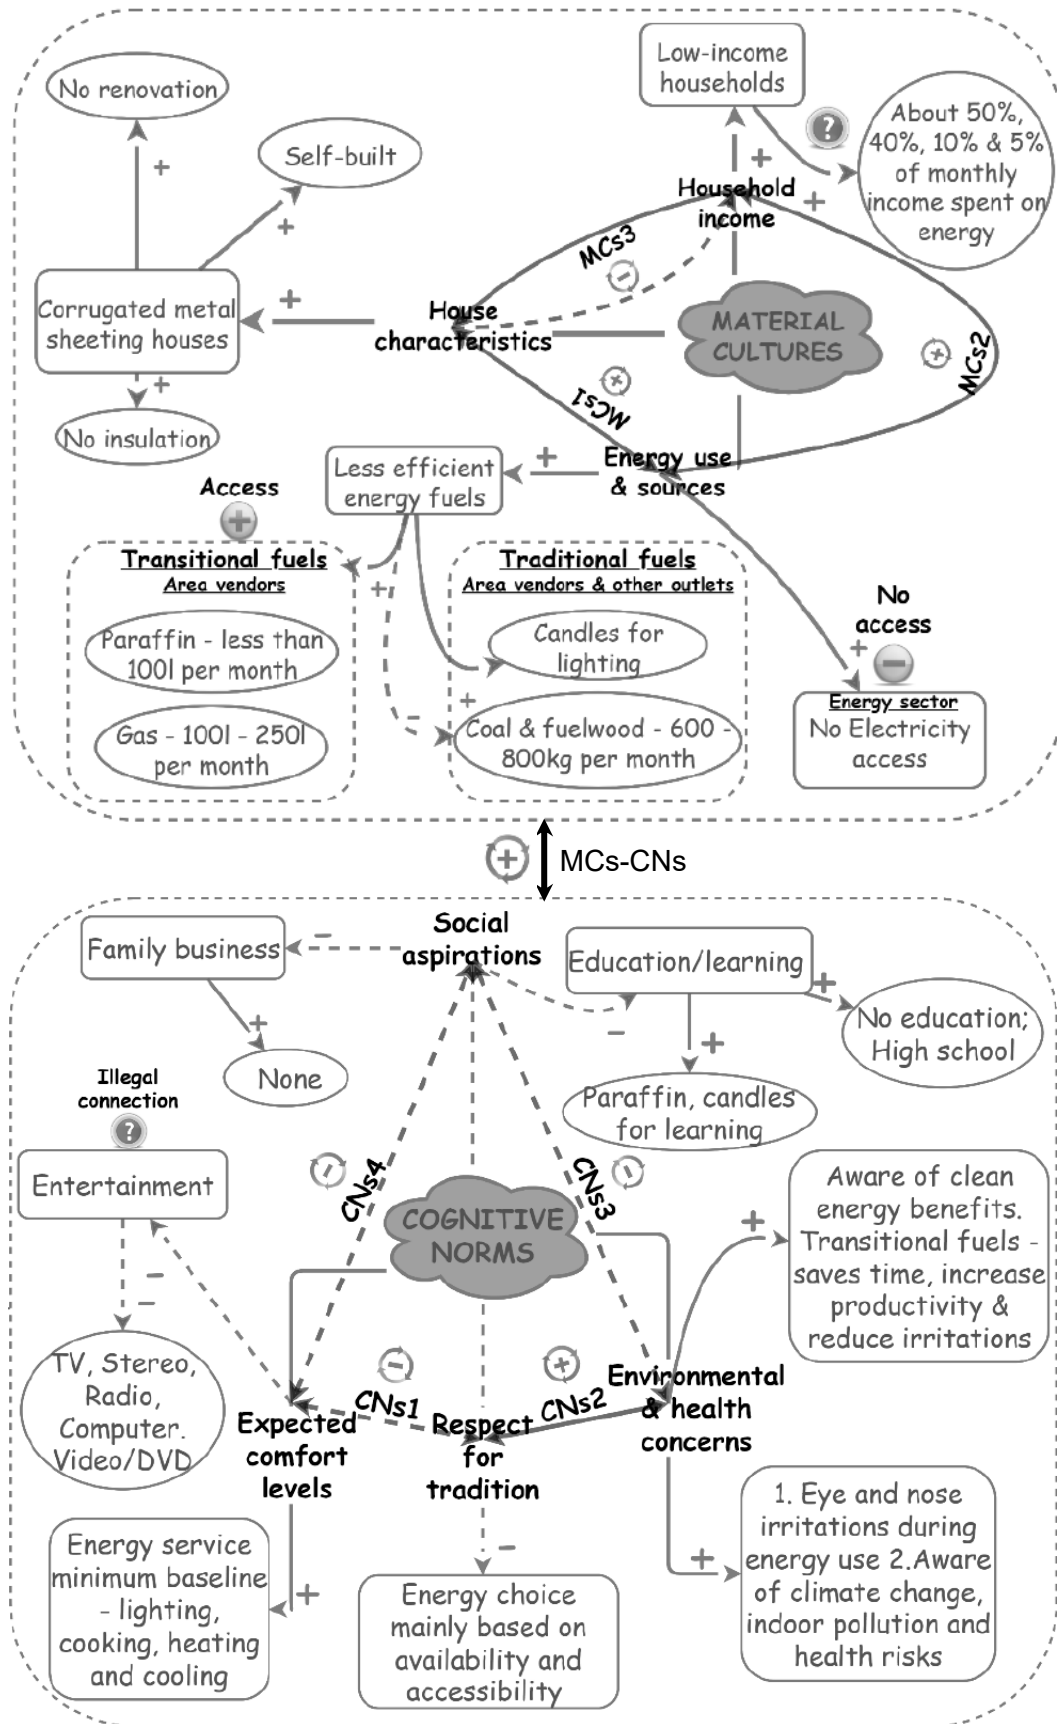 No renovation
Self-built
Low-income
households
?
About 50%,
40%, 10% & 5%
of monthly
income spent on
energy
+
+
+
+
Household
income
MCs3
-
Corrugated metal
sheeting houses
+
House
characteristics
MATERIAL
CULTURES
+
MCs2
+
MCs1
+
No insulation
Less efficient
energy fuels
+
Energy use
& sources
Access
+
Transitional fuels
Area vendors
+
Paraffin - less than
100l per month
Gas - 100l - 250l
per month
Traditional fuels
Area vendors & other outlets
Candles for
lighting
+
-
Coal & fuelwood - 600 -
800kg per month
No
access
+
-
Energy sector
No Electricity
access
+
MCs-CNs
Family business
-
Social
aspirations
Education/learning
+
-
No education;
High school
+
None
+
Paraffin, candles
for learning
Illegal
connection
?
Entertainment
-
-
TV, Stereo,
Radio,
Computer.
Video/DVD
-
CNs4
CNs3
-
COGNITIVE
NORMS
+
Aware of clean
energy benefits.
Transitional fuels -
saves time, increase
productivity &
reduce irritations
-
CNs1
+
CNs2
Expected
comfort
levels
Respect
for
tradition
Environmental
& health
concerns
+
Energy service
minimum baseline
- lighting,
cooking, heating
and cooling
-
Energy choice
mainly based on
availability and
accessibility
+
1. Eye and nose
irritations during
energy use 2.Aware
of climate change,
indoor pollution and
health risks